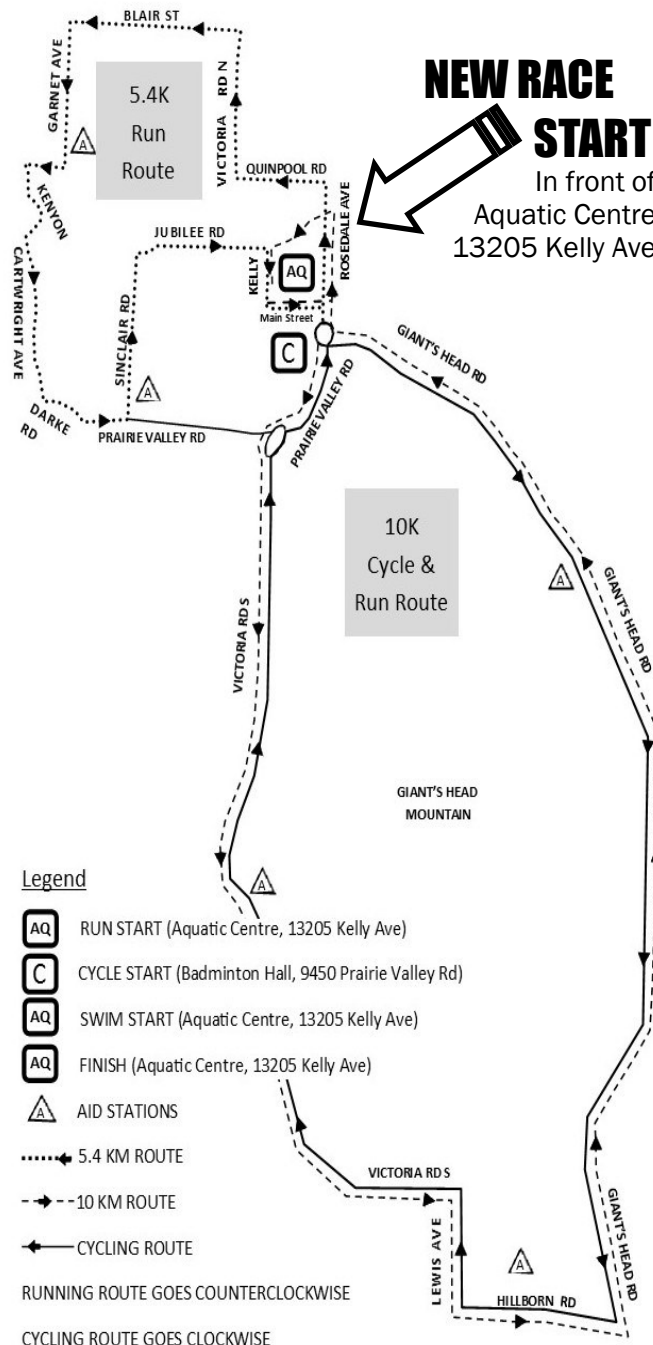 BLAIR ST
GARNET AVE
5.4K
Run
Route
VICTORIA RD N
NEW RACE
START
In front of
Aquatic Centre
13205 Kelly Ave
QUINPOOL RD
A
KENYON
JUBILEE RD
ROSEDALE AVE
KELLY
AQ
Main Street
CARTWRIGHT AVE
SINCLAIR RD
C
GIANT'S HEAD RD
A
DARKE
RD
PRAIRIE VALLEY RD
PRAIRIE VALLEY RD
10K
Cycle &
Run Route
A
GIANT'S HEAD RD
VICTORIA RD S
GIANT'S HEAD
MOUNTAIN
A
Legend
AQ RUN START (Aquatic Centre, 13205 Kelly Ave)
C CYCLE START (Badminton Hall, 9450 Prairie Valley Rd)
AQ SWIM START (Aquatic Centre, 13205 Kelly Ave)
AQ FINISH (Aquatic Centre, 13205 Kelly Ave)
A AID STATIONS
5.4 KM ROUTE
10 KM ROUTE
CYCLING ROUTE
RUNNING ROUTE GOES COUNTERCLOCKWISE
CYCLING ROUTE GOES CLOCKWISE
VICTORIA RD S
LEWIS AVE
A
HILLBORN RD
GIANT'S HEAD RD